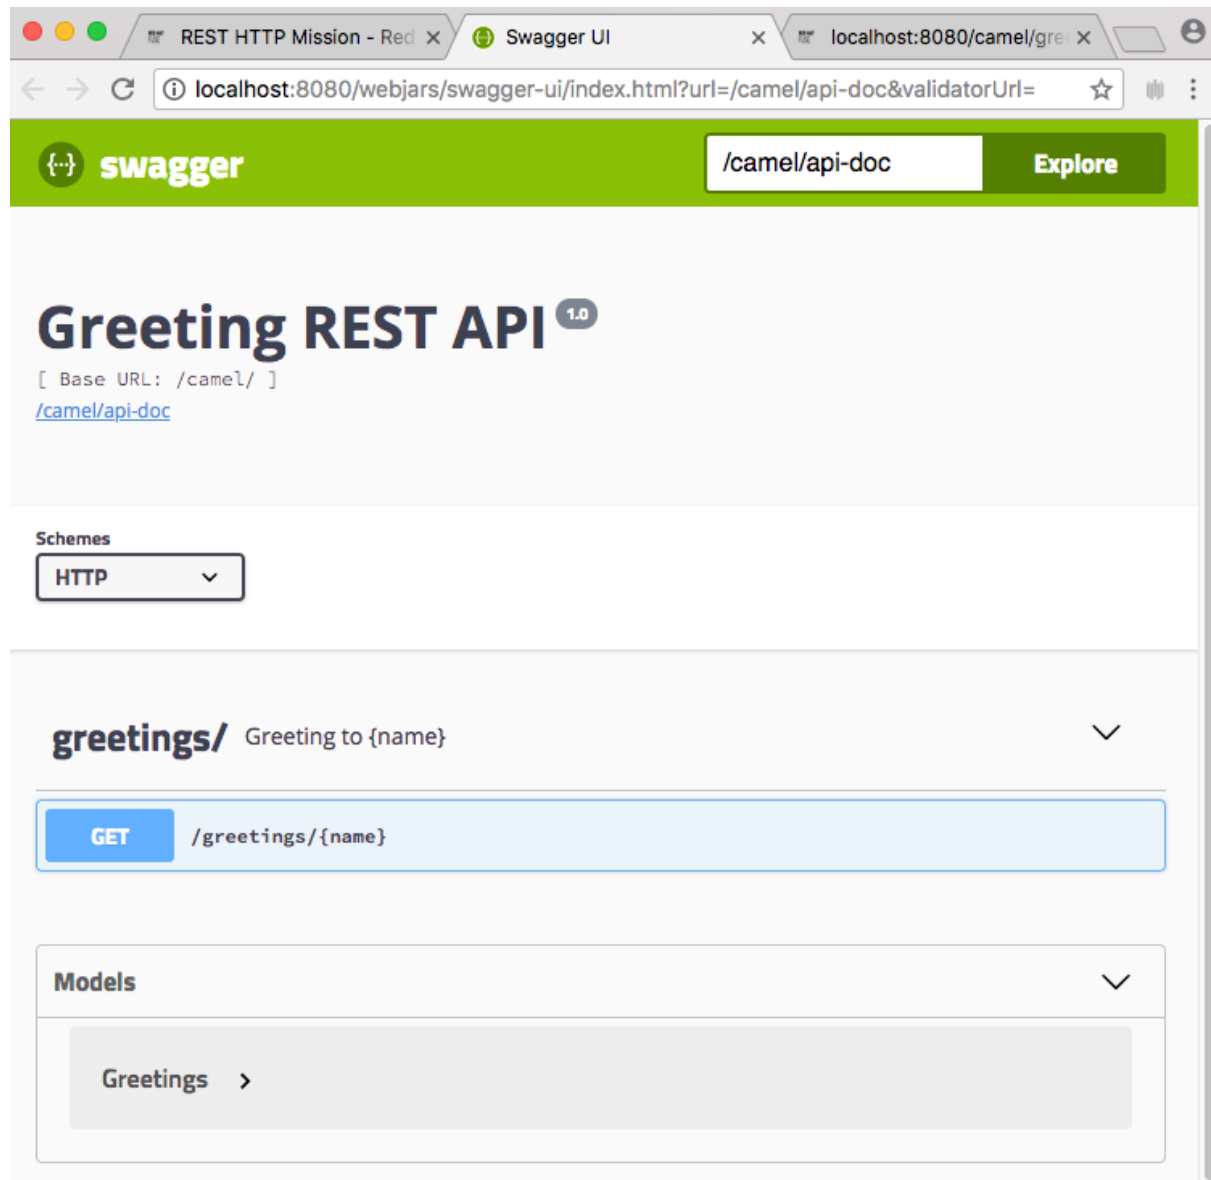 REST HTTP Mission - Red
Swagger UI
localhost:8080/camel/gre
localhost:8080/webjars/swagger-ui/index.html?url=/camel/api-doc&validatorUrl=
{...} swagger
/camel/api-doc
Explore
Greeting REST API 1.0
[ Base URL: /camel/ ]
/camel/api-doc
Schemes
HTTP
greetings/ Greeting to {name}
GET /greetings/{name}
Models
Greetings